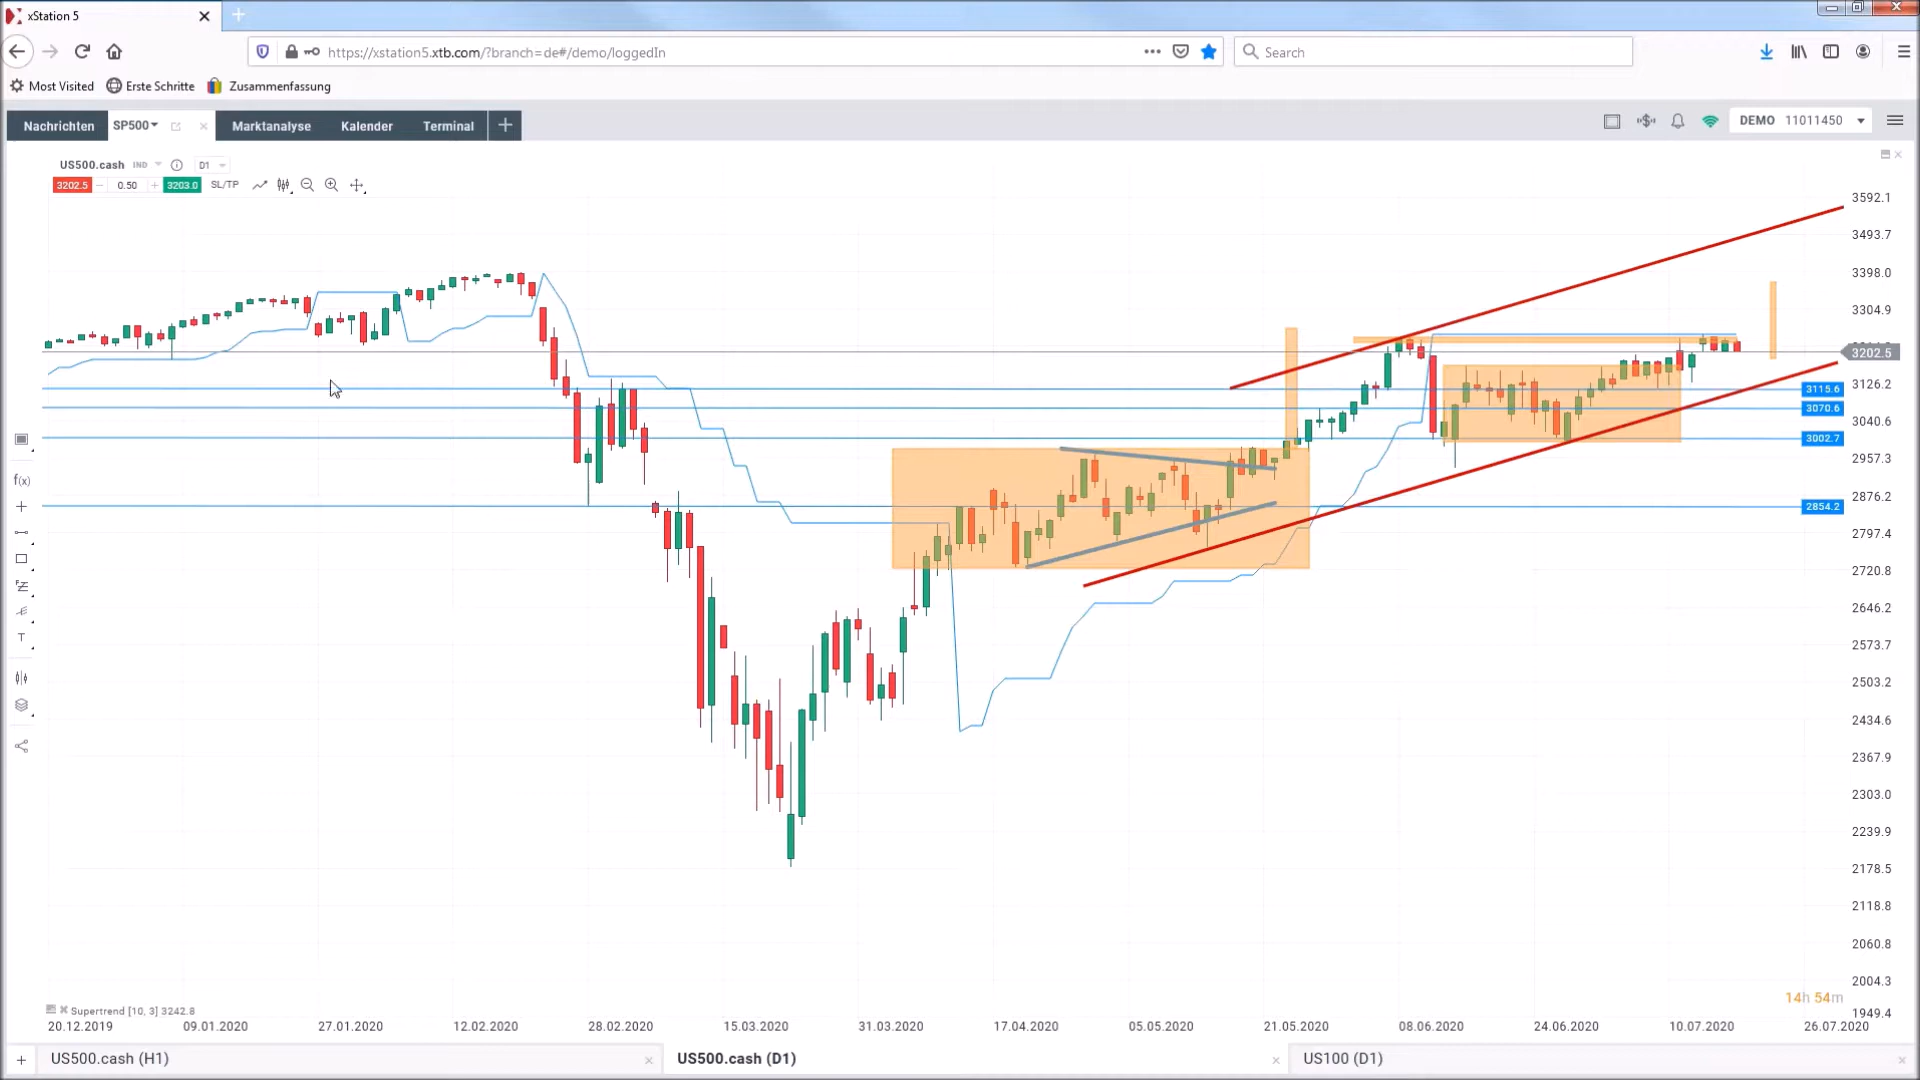 xStation 5
https://xstation5.xtb.com/?branch=de#/demo/loggedIn
Search
Most Visited Erste Schritte Zusammenfassung
Nachrichten SP500 Marktanalyse Kalender Terminal
DEMO 11011450
US500.cash IND D1
3202.5 0.50 3203.0 SL/TP
3592.1
3493.7
3398.0
3304.9
3202.5
3126.2
3115.6
3070.6
3040.6
3002.7
2957.3
2876.2
2854.2
2797.4
2720.8
2646.2
2573.7
2503.2
2434.6
2367.9
2303.0
2239.9
2178.5
2118.8
2060.8
2004.3
1949.4
f(x)
T
14h 54m
Supertrend [10, 3] 3242.8
20.12.2019 09.01.2020 27.01.2020 12.02.2020 28.02.2020 15.03.2020 31.03.2020 17.04.2020 05.05.2020 21.05.2020 08.06.2020 24.06.2020 10.07.2020 26.07.2020
US500.cash (H1) US500.cash (D1) US100 (D1)